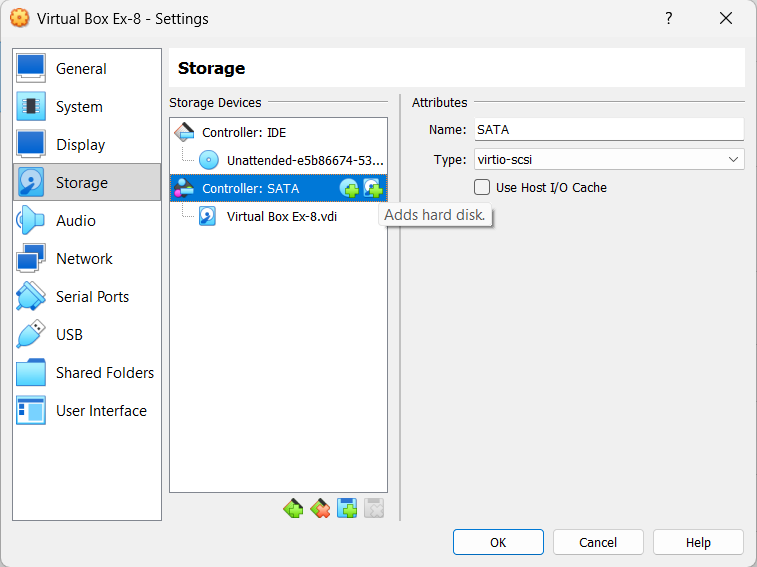 Virtual Box Ex-8 - Settings
?
General
System
Display
Storage
Audio
Network
Serial Ports
USB
Shared Folders
User Interface
Storage
Storage Devices
Controller: IDE
Unattended-e5b86674-53...
Controller: SATA
Virtual Box Ex-8.vdi
Adds hard disk.
Attributes
Name: SATA
Type: virtio-scsi
Use Host I/O Cache
OK Cancel Help